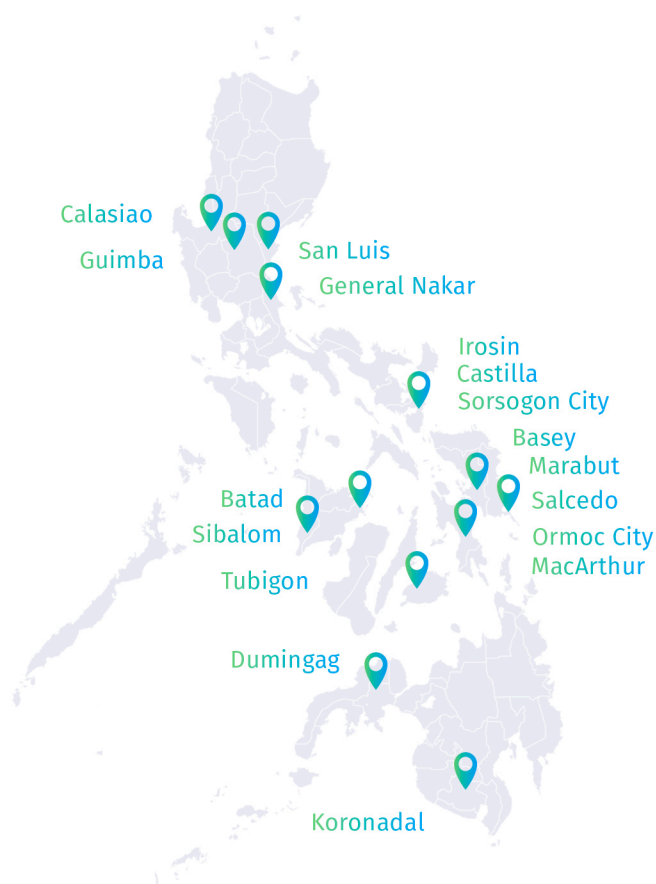 Calasiao
Guimba
San Luis
General Nakar
Irosin
Castilla
Sorsogon City
Basey
Marabut
Salcedo
Ormoc City
MacArthur
Batad
Sibalom
Tubigon
Dumingag
Koronadal